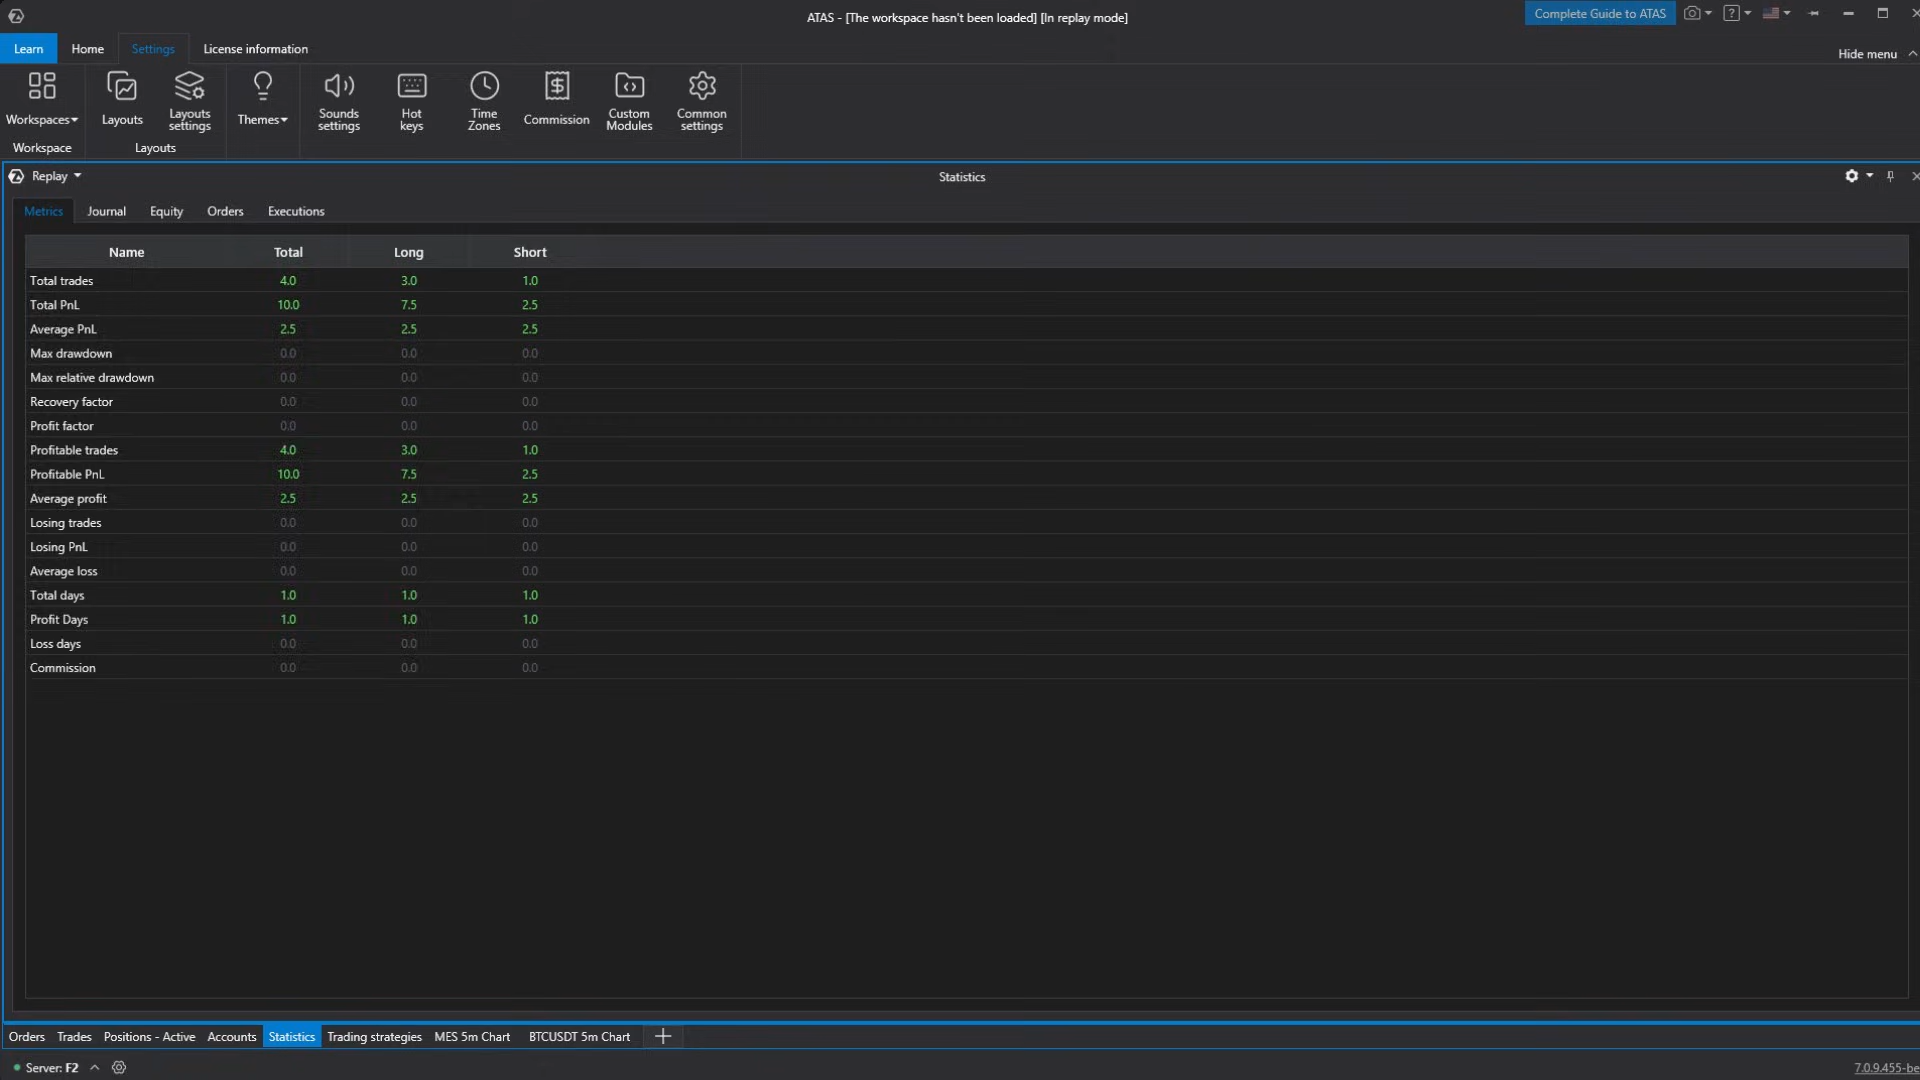 ATAS - [The workspace hasn't been loaded] [In replay mode]
Complete Guide to ATAS
Learn
Home
Settings
License information
Hide menu
Workspaces
Layouts
Layouts settings
Themes
Sounds settings
Hot keys
Time Zones
Commission
Custom Modules
Common settings
Workspace
Layouts
Replay
Statistics
Metrics Journal Equity Orders Executions
Name Total Long Short
Total trades 4.0 3.0 1.0
Total PnL 10.0 7.5 2.5
Average PnL 2.5 2.5 2.5
Max drawdown 0.0 0.0 0.0
Max relative drawdown 0.0 0.0 0.0
Recovery factor 0.0 0.0 0.0
Profit factor 0.0 0.0 0.0
Profitable trades 4.0 3.0 1.0
Profitable PnL 10.0 7.5 2.5
Average profit 2.5 2.5 2.5
Losing trades 0.0 0.0 0.0
Losing PnL 0.0 0.0 0.0
Average loss 0.0 0.0 0.0
Total days 1.0 1.0 1.0
Profit Days 1.0 1.0 1.0
Loss days 0.0 0.0 0.0
Commission 0.0 0.0 0.0
Orders Trades Positions - Active Accounts Statistics Trading strategies MES 5m Chart BTCUSDT 5m Chart
Server: F2
7.0.9.455-be